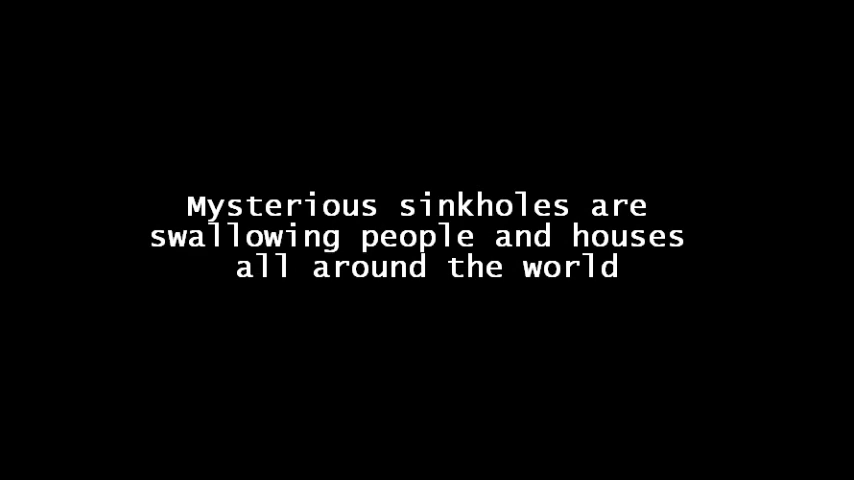 Mysterious sinkholes are
swallowing people and houses
all around the world